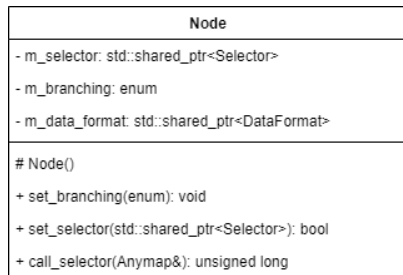 Node
- m_selector: std::shared_ptr<Selector>
- m_branching: enum
- m_data_format: std::shared_ptr<DataFormat>
# Node()
+ set_branching(enum): void
+ set_selector(std::shared_ptr<Selector>): bool
+ call_selector(Anymap&): unsigned long